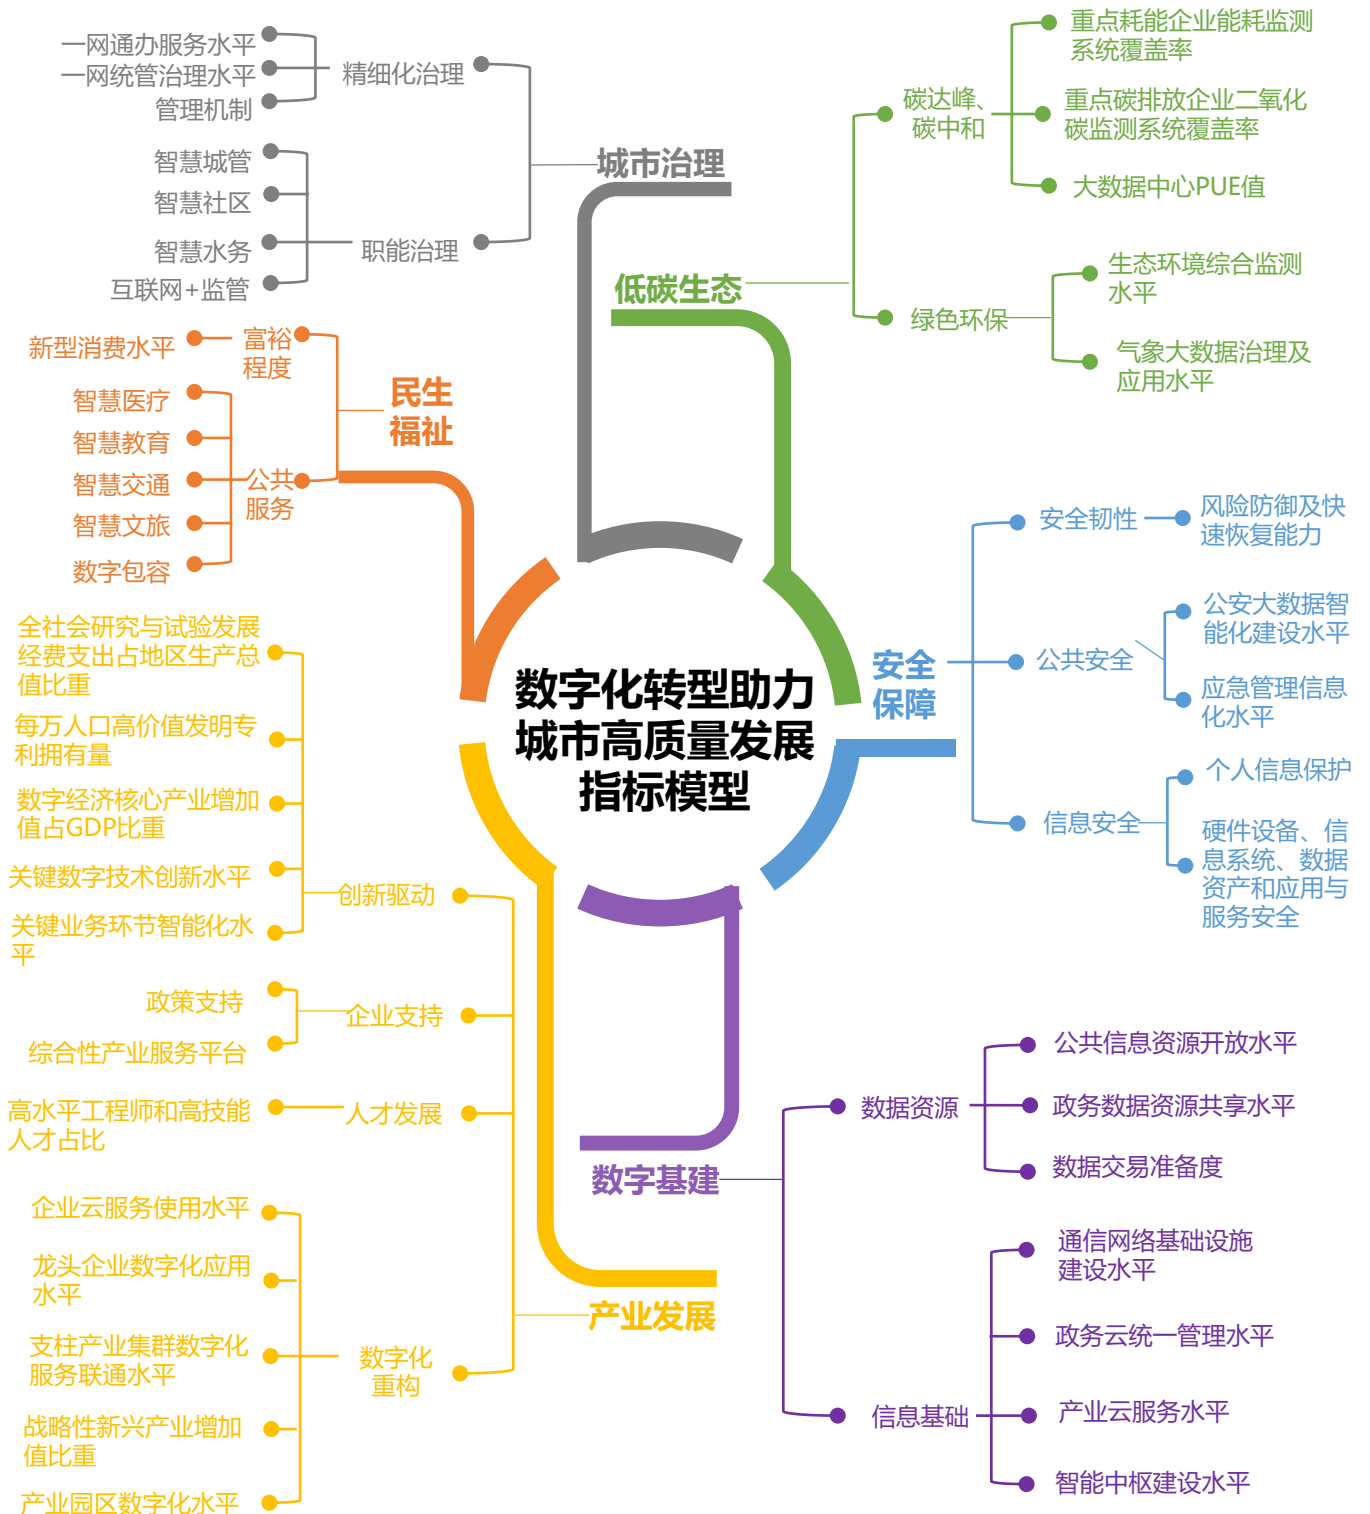 数字化转型助力
城市高质量发展
指标模型
城市治理
精细化治理
一网通办服务水平
一网统管治理水平
管理机制
职能治理
智慧城管
智慧社区
智慧水务
互联网+监管
低碳生态
碳达峰、
碳中和
重点耗能企业能耗监测
系统覆盖率
重点碳排放企业二氧化
碳监测系统覆盖率
大数据中心PUE值
绿色环保
生态环境综合监测
水平
气象大数据治理及
应用水平
民生
福祉
富裕
程度
新型消费水平
公共
服务
智慧医疗
智慧教育
智慧交通
智慧文旅
数字包容
安全
保障
安全韧性
风险防御及快
速恢复能力
公共安全
公安大数据智
能化建设水平
应急管理信息
化水平
信息安全
个人信息保护
硬件设备、信
息系统、数据
资产和应用与
服务安全
产业发展
创新驱动
全社会研究与试验发展
经费支出占地区生产总
值比重
每万人口高价值发明专
利拥有量
数字经济核心产业增加
值占GDP比重
关键数字技术创新水平
关键业务环节智能化水
平
企业支持
政策支持
综合性产业服务平台
人才发展
高水平工程师和高技能
人才占比
数字化
重构
企业云服务使用水平
龙头企业数字化应用
水平
支柱产业集群数字化
服务联通水平
战略性新兴产业增加
值比重
产业园区数字化水平
数字基建
数据资源
公共信息资源开放水平
政务数据资源共享水平
数据交易准备度
信息基础
通信网络基础设施
建设水平
政务云统一管理水平
产业云服务水平
智能中枢建设水平